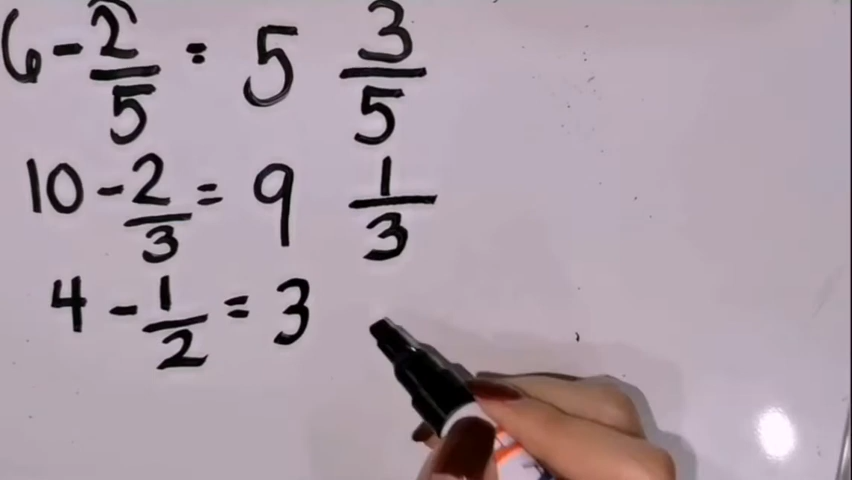 6 - 2/5 = 5 3/5
10 - 2/3 = 9 1/3
4 - 1/2 = 3